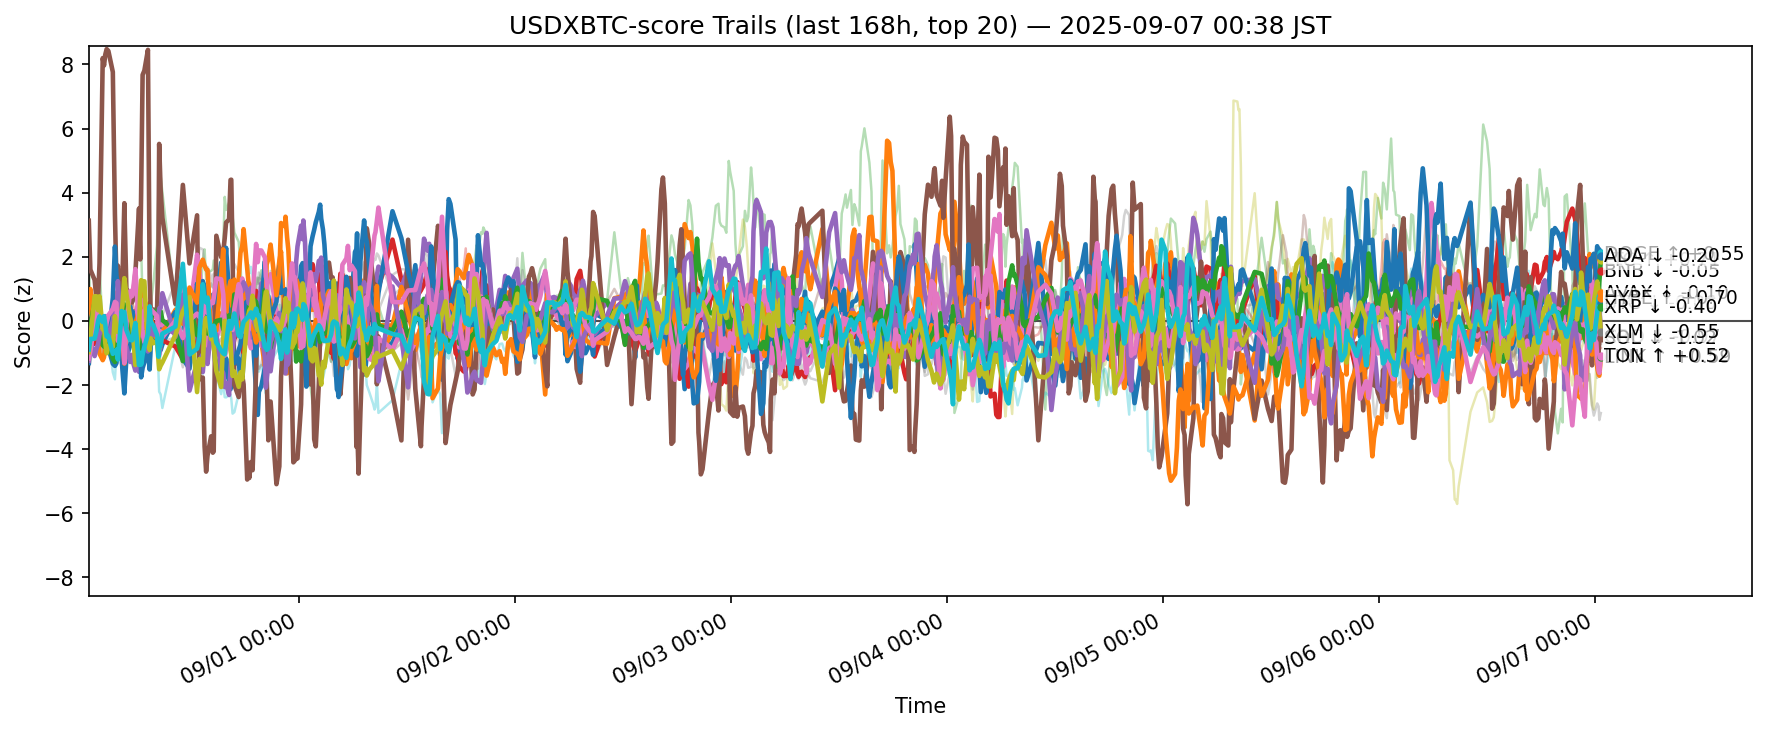 USDXBTC-score Trails (last 168h, top 20) — 2025-09-07 00:38 JST
Score (z)
8
6
4
2
0
−2
−4
−6
−8
ADA ↓ -0.20
BNB ↓ -0.05
XRP ↓ -0.40
XLM ↓ -0.55
TON ↑ +0.52
09/01 00:00
09/02 00:00
09/03 00:00
09/04 00:00
09/05 00:00
09/06 00:00
09/07 00:00
Time